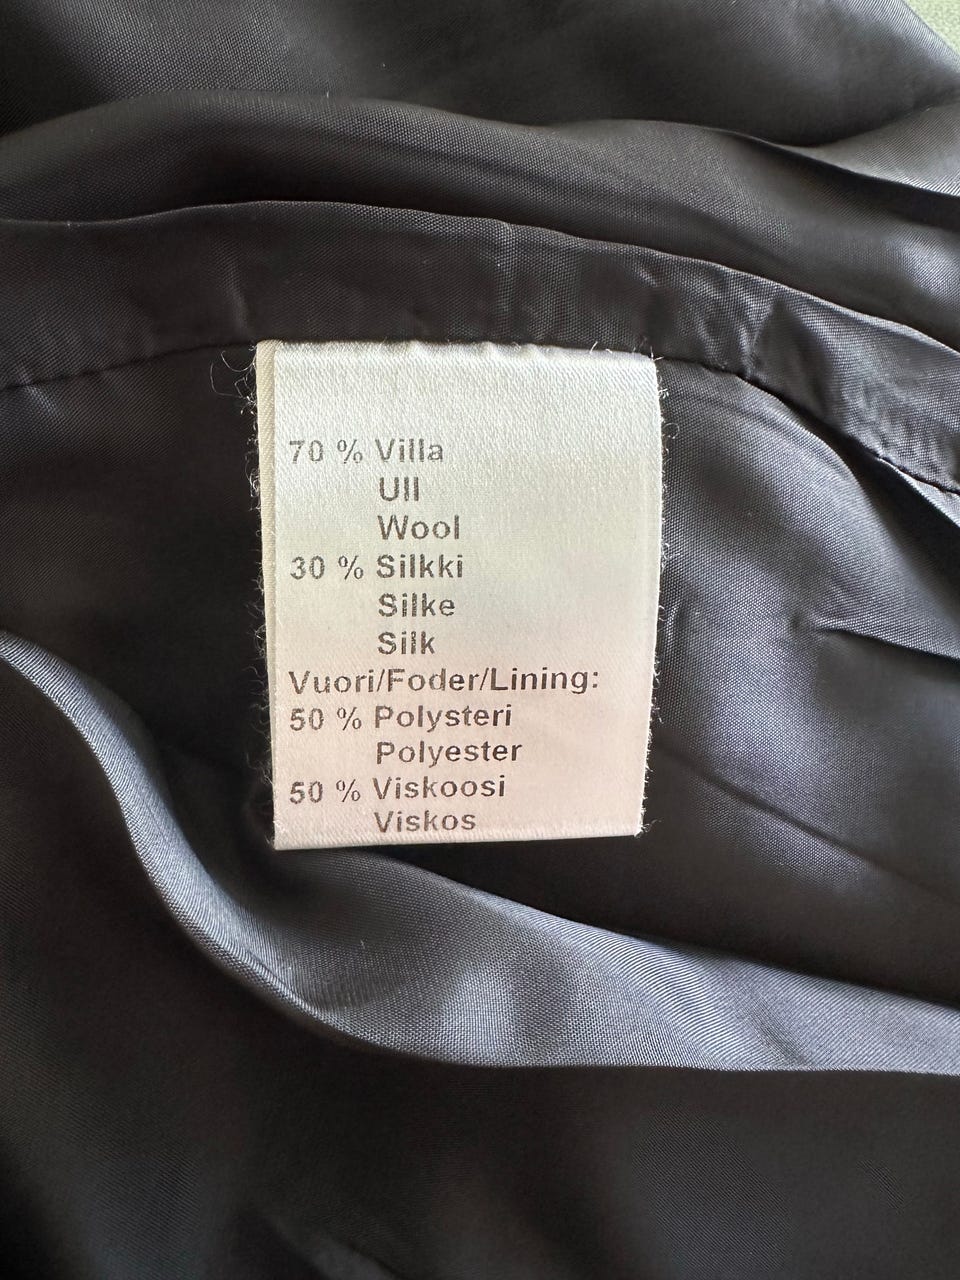 70 % Villa
Ull
Wool
30 % Silkki
Silke
Silk
Vuori/Foder/Lining:
50 % Polysteri
Polyester
50 % Viskoosi
Viskos